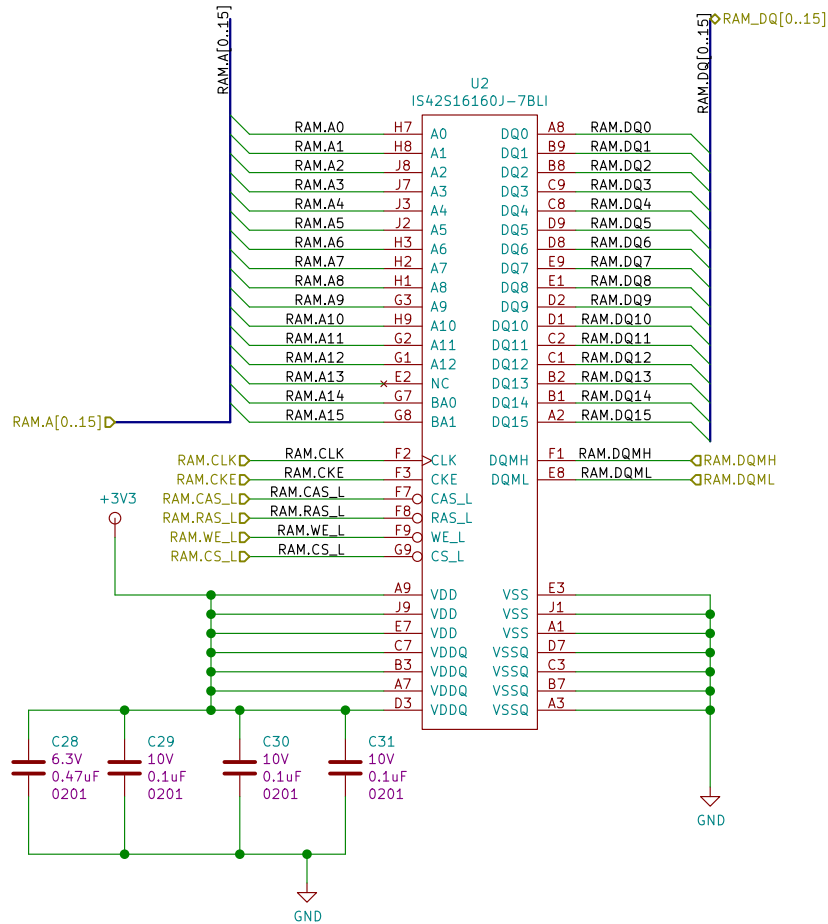 RAM.A[0..15]
RAM.DQ[0..15]
RAM_DQ[0..15]
U2
IS42S16160J-7BLI
RAM.A0 H7 A0 DQ0 A8 RAM.DQ0
RAM.A1 H8 A1 DQ1 B9 RAM.DQ1
RAM.A2 J8 A2 DQ2 B8 RAM.DQ2
RAM.A3 J7 A3 DQ3 C9 RAM.DQ3
RAM.A4 J3 A4 DQ4 C8 RAM.DQ4
RAM.A5 J2 A5 DQ5 D9 RAM.DQ5
RAM.A6 H3 A6 DQ6 D8 RAM.DQ6
RAM.A7 H2 A7 DQ7 E9 RAM.DQ7
RAM.A8 H1 A8 DQ8 E1 RAM.DQ8
RAM.A9 G3 A9 DQ9 D2 RAM.DQ9
RAM.A10 H9 A10 DQ10 D1 RAM.DQ10
RAM.A11 G2 A11 DQ11 C2 RAM.DQ11
RAM.A12 G1 A12 DQ12 C1 RAM.DQ12
RAM.A13 E2 NC DQ13 B2 RAM.DQ13
RAM.A14 G7 BA0 DQ14 B1 RAM.DQ14
RAM.A[0..15] RAM.A15 G8 BA1 DQ15 A2 RAM.DQ15
RAM.CLK RAM.CLK F2 CLK DQMH F1 RAM.DQMH RAM.DQMH
RAM.CKE RAM.CKE F3 CKE DQML E8 RAM.DQML RAM.DQML
RAM.CAS_L RAM.CAS_L F7 CAS_L
RAM.RAS_L RAM.RAS_L F8 RAS_L
RAM.WE_L RAM.WE_L F9 WE_L
RAM.CS_L RAM.CS_L G9 CS_L
+3V3
A9 VDD VSS E3
J9 VDD VSS J1
E7 VDD VSS A1
C7 VDDQ VSSQ D7
B3 VDDQ VSSQ C3
A7 VDDQ VSSQ B7
D3 VDDQ VSSQ A3
C28
6.3V
0.47uF
0201
C29
10V
0.1uF
0201
C30
10V
0.1uF
0201
C31
10V
0.1uF
0201
GND
GND